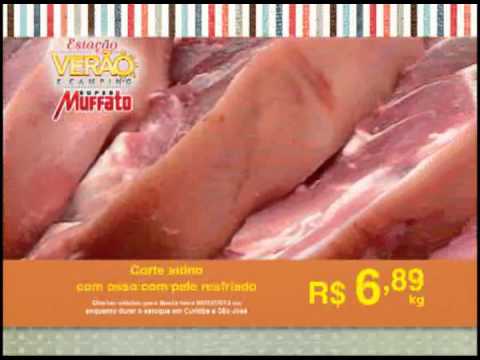 Estação
VERÃO
E CAMPING
SUPER
Muffato
Corte suíno
com osso com pele resfriado
R$ 6,89
kg
Ofertas válidas para
enquanto durar o estoque em Curitiba e São José